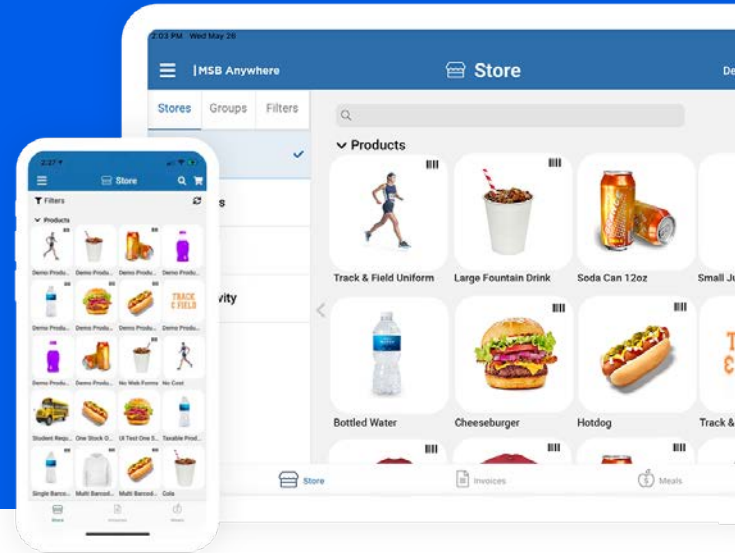 2:03 PM Wed May 26
| MSB Anywhere
Store
De
Stores Groups Filters
Products
s
vity
Track & Field Uniform
Large Fountain Drink
Soda Can 12oz
Small Ju
Bottled Water
Cheeseburger
Hotdog
Track &
Store
Invoices
Meals
2:27
Store
Filters
Products
Demo Produ... Demo Produ... Demo Produ... Demo Produ...
TRACK
& FIELD
Demo Produ... Demo Produ... Demo Produ... Demo Produ...
Demo Produ... Demo Produ... No Web Forms No Cost
Student Requ... One Stock O... UI Test One S... Taxable Prod...
Single Barco... Multi Barcod... Multi Barcod... Cola
Store
Invoices
Meals